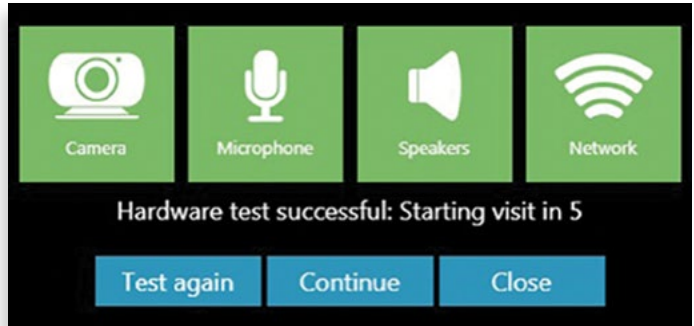 Camera Microphone Speakers Network
Hardware test successful: Starting visit in 5
Test again Continue Close